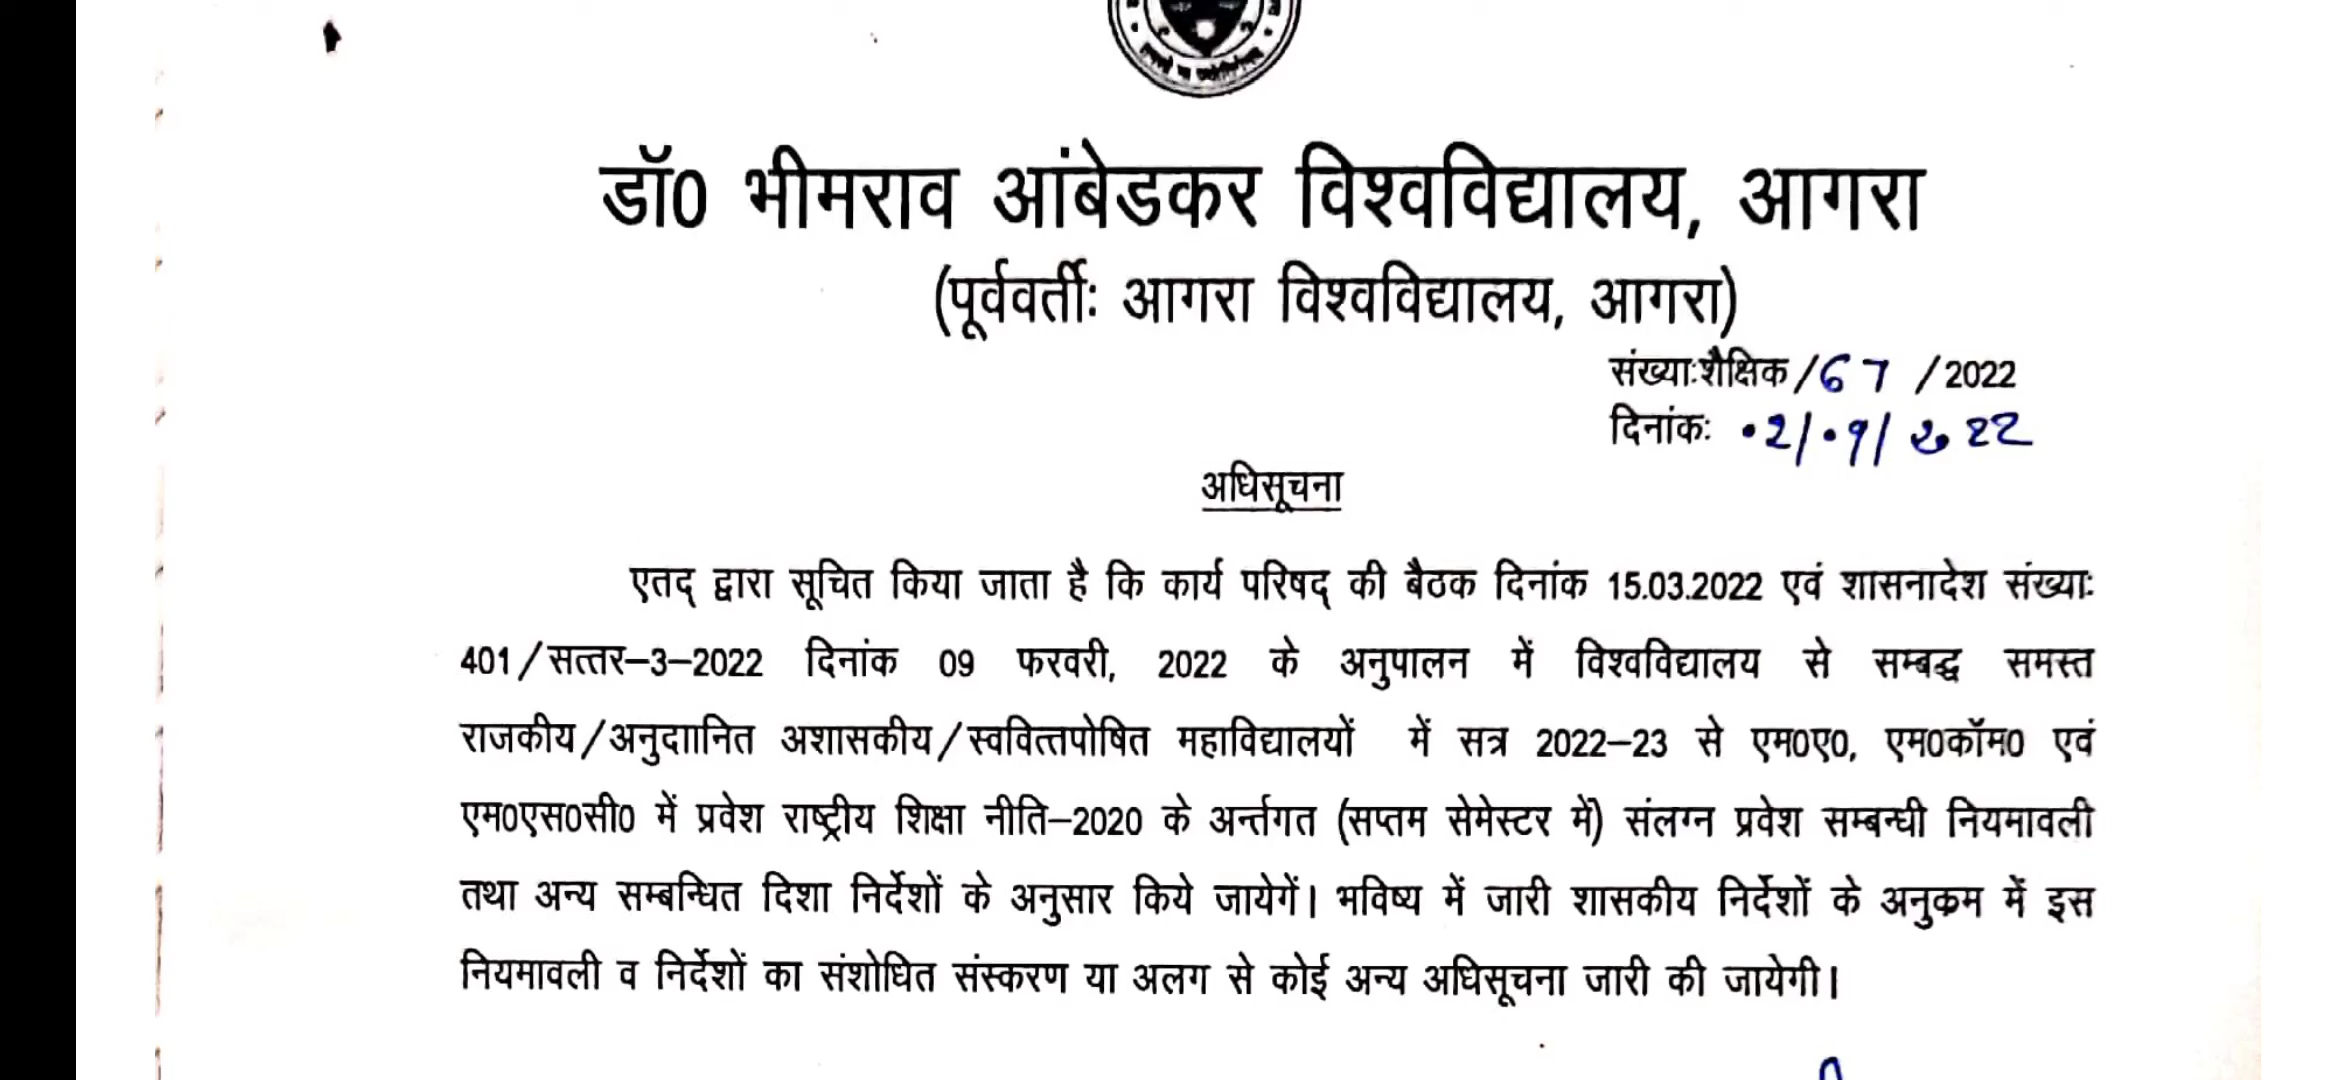 डॉ0 भीमराव आंबेडकर विश्वविद्यालय, आगरा
(पूर्ववर्तीः आगरा विश्वविद्यालय, आगरा)
संख्याःशैक्षिक/67 /2022
दिनांकः 02/09/2022
अधिसूचना
एतद् द्वारा सूचित किया जाता है कि कार्य परिषद् की बैठक दिनांक 15.03.2022 एवं शासनादेश संख्याः
401/सत्तर–3–2022 दिनांक 09 फरवरी, 2022 के अनुपालन में विश्वविद्यालय से सम्बद्ध समस्त
राजकीय/अनुदाानित अशासकीय/स्ववित्तपोषित महाविद्यालयों में सत्र 2022–23 से एम0ए0, एम0कॉम0 एवं
एम0एस0सी0 में प्रवेश राष्ट्रीय शिक्षा नीति–2020 के अर्न्तगत (सप्तम सेमेस्टर में) संलग्न प्रवेश सम्बन्धी नियमावली
तथा अन्य सम्बन्धित दिशा निर्देशों के अनुसार किये जायेगें। भविष्य में जारी शासकीय निर्देशों के अनुक्रम में इस
नियमावली व निर्देशों का संशोधित संस्करण या अलग से कोई अन्य अधिसूचना जारी की जायेगी।